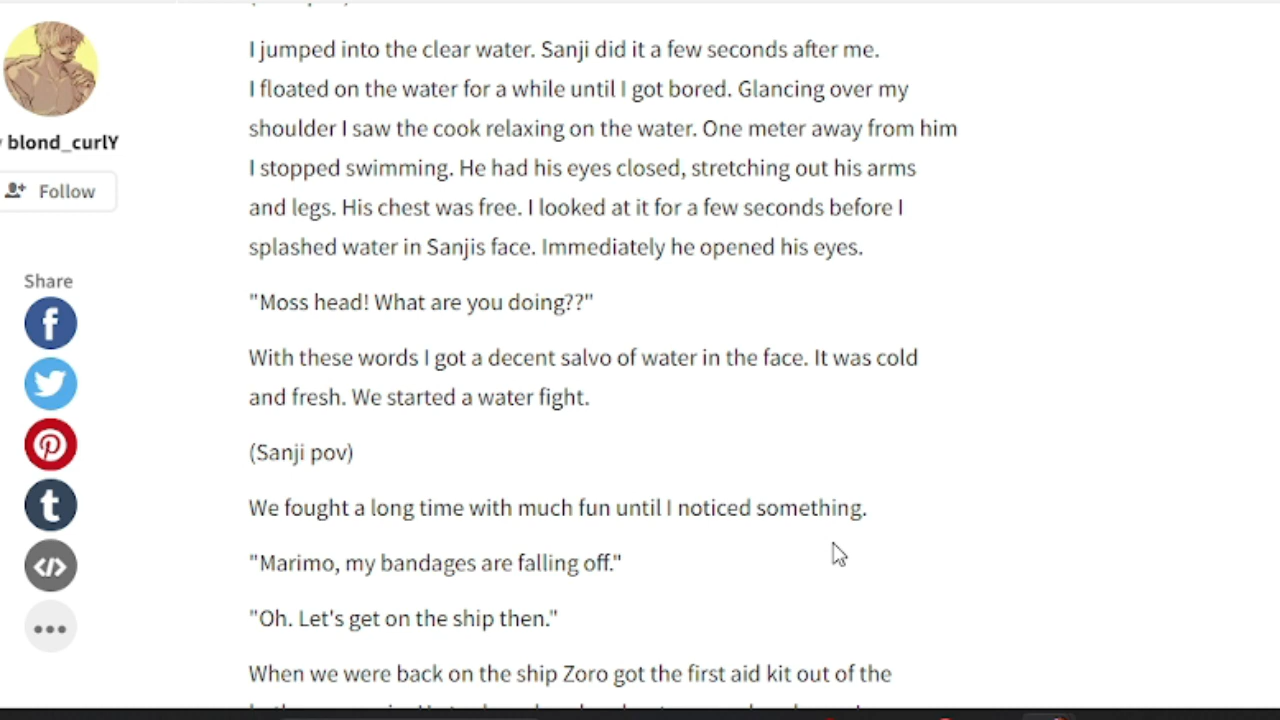 I jumped into the clear water. Sanji did it a few seconds after me.
I floated on the water for a while until I got bored. Glancing over my
shoulder I saw the cook relaxing on the water. One meter away from him
I stopped swimming. He had his eyes closed, stretching out his arms
and legs. His chest was free. I looked at it for a few seconds before I
splashed water in Sanjis face. Immediately he opened his eyes.
"Moss head! What are you doing??"
With these words I got a decent salvo of water in the face. It was cold
and fresh. We started a water fight.
(Sanji pov)
We fought a long time with much fun until I noticed something.
"Marimo, my bandages are falling off."
"Oh. Let's get on the ship then."
When we were back on the ship Zoro got the first aid kit out of the
blond_curlY
Follow
Share